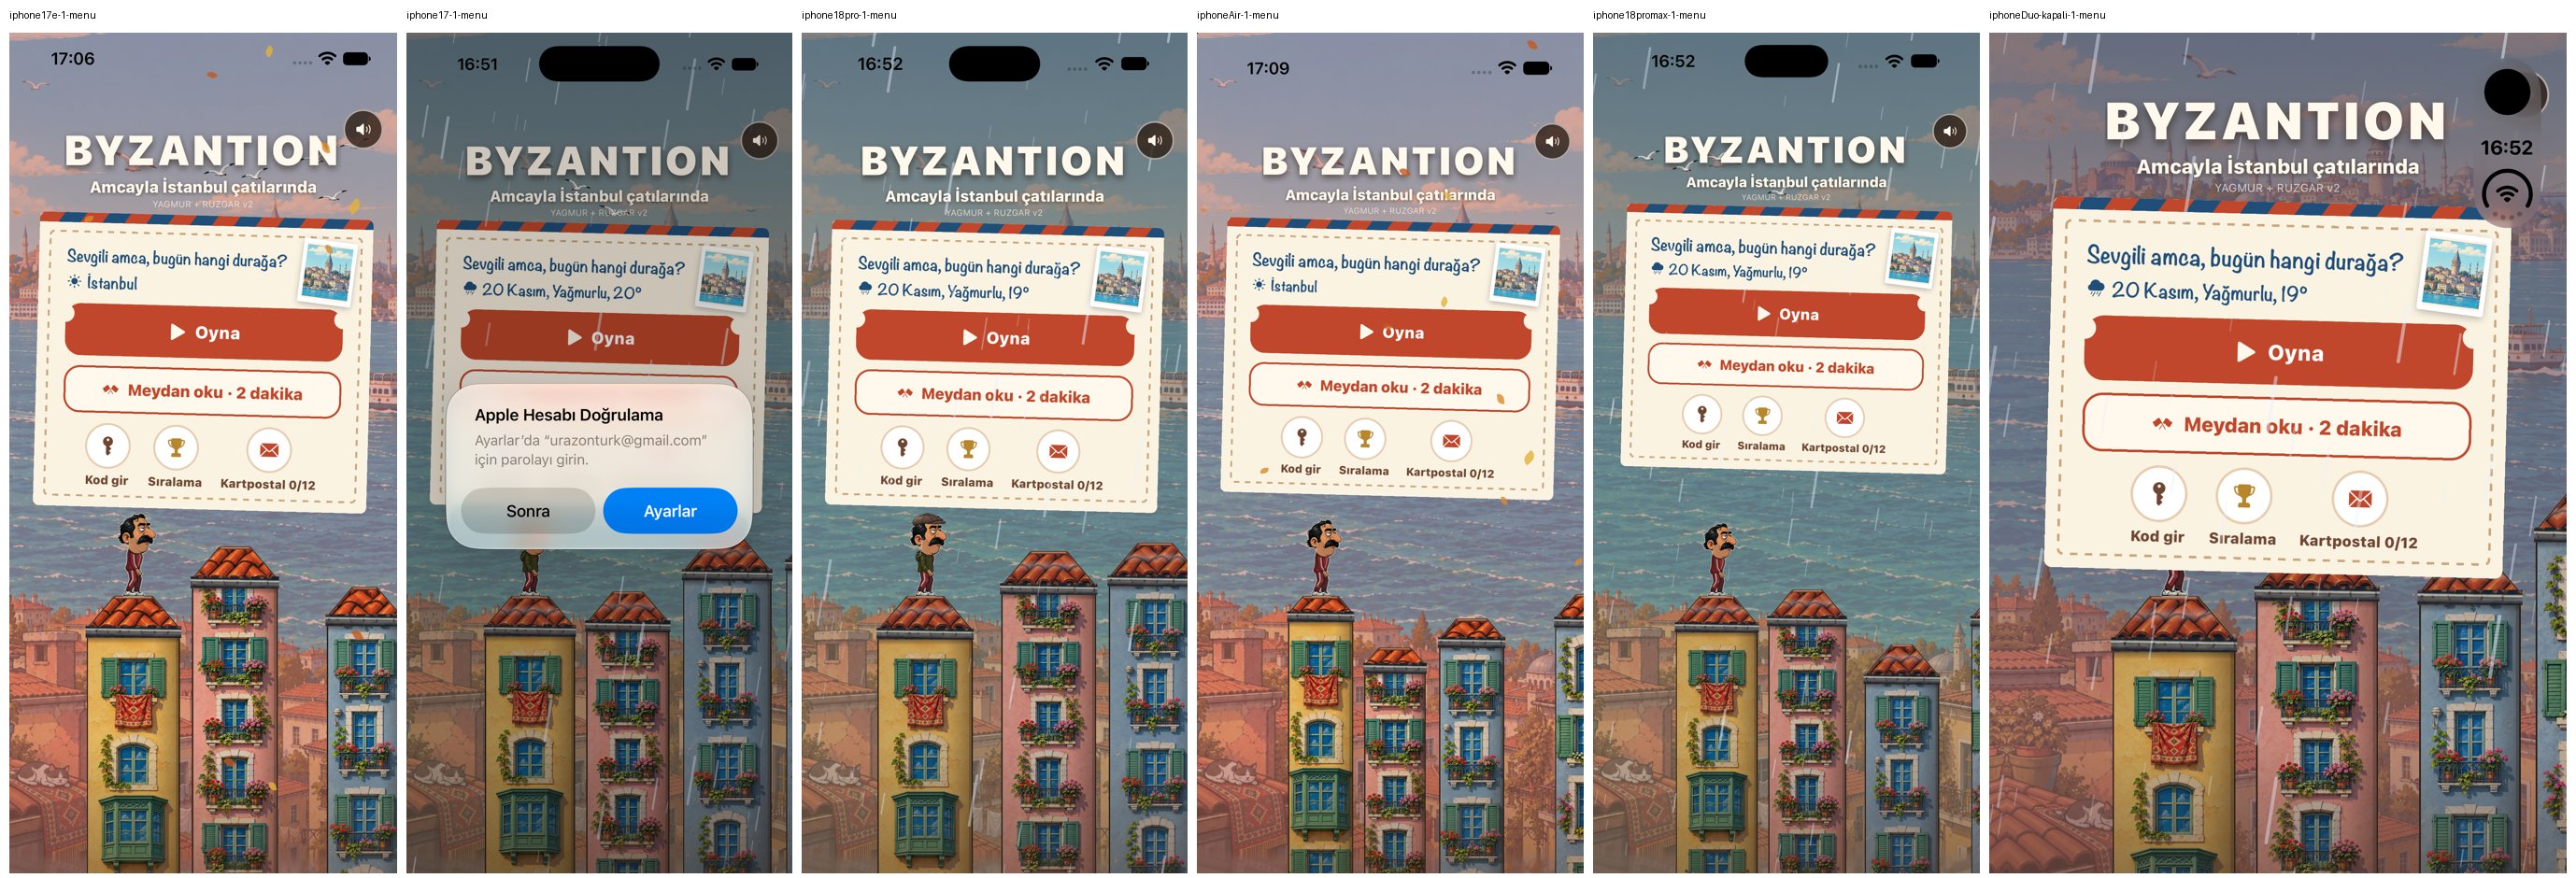 iphone17e-1-menu
17:06
BYZANTION
Amcayla İstanbul çatılarında
YAGMUR + RUZGAR v2
Sevgili amca, bugün hangi durağa?
İstanbul
Oyna
Meydan oku · 2 dakika
Kod gir
Sıralama
Kartpostal 0/12
iphone17-1-menu
16:51
BYZANTION
Amcayla İstanbul çatılarında
YAGMUR + RUZGAR v2
Sevgili amca, bugün hangi durağa?
20 Kasım, Yağmurlu, 20°
Oyna
Apple Hesabı Doğrulama
Ayarlar’da “urazonturk@gmail.com”
için parolayı girin.
Sonra
Ayarlar
iphone18pro-1-menu
16:52
BYZANTION
Amcayla İstanbul çatılarında
YAGMUR + RUZGAR v2
Sevgili amca, bugün hangi durağa?
20 Kasım, Yağmurlu, 19°
Oyna
Meydan oku · 2 dakika
Kod gir
Sıralama
Kartpostal 0/12
iphoneAir-1-menu
17:09
BYZANTION
Amcayla İstanbul çatılarında
YAGMUR + RUZGAR v2
Sevgili amca, bugün hangi durağa?
İstanbul
Oyna
Meydan oku · 2 dakika
Kod gir
Sıralama
Kartpostal 0/12
iphone18promax-1-menu
16:52
BYZANTION
Amcayla İstanbul çatılarında
YAGMUR + RUZGAR v2
Sevgili amca, bugün hangi durağa?
20 Kasım, Yağmurlu, 19°
Oyna
Meydan oku · 2 dakika
Kod gir
Sıralama
Kartpostal 0/12
iphoneDuo-kapali-1-menu
BYZANTION
16:52
Amcayla İstanbul çatılarında
YAGMUR + RUZGAR v2
Sevgili amca, bugün hangi durağa?
20 Kasım, Yağmurlu, 19°
Oyna
Meydan oku · 2 dakika
Kod gir
Sıralama
Kartpostal 0/12